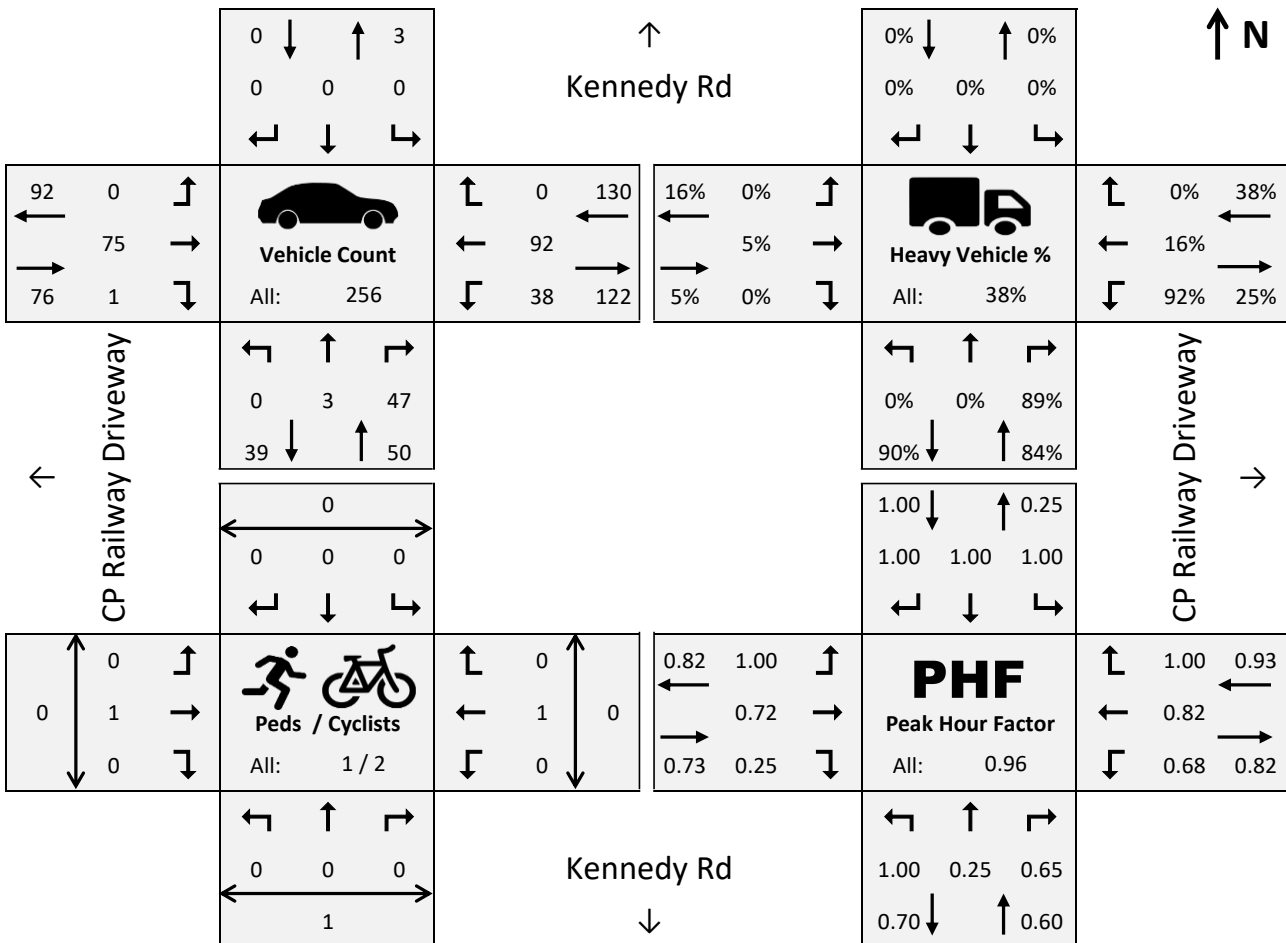 0 3 0% 0% N
Kennedy Rd
0 0 0 0% 0% 0%
92 0 0 130 16% 0% 0% 38%
75 92 5% 16%
Vehicle Count Heavy Vehicle %
76 1 All: 256 38 122 5% 0% All: 38% 92% 25%
CP Railway Driveway
CP Railway Driveway
0 3 47 0% 0% 89%
39 50 90% 84%
0 1.00 0.25
0 0 0 1.00 1.00 1.00
0 0 0.82 1.00 1.00 0.93
PHF
0 1 1 0 0.72 0.82
Peds / Cyclists Peak Hour Factor
0 All: 1 / 2 0 0.73 0.25 All: 0.96 0.68 0.82
0 0 0 1.00 0.25 0.65
Kennedy Rd
1 0.70 0.60